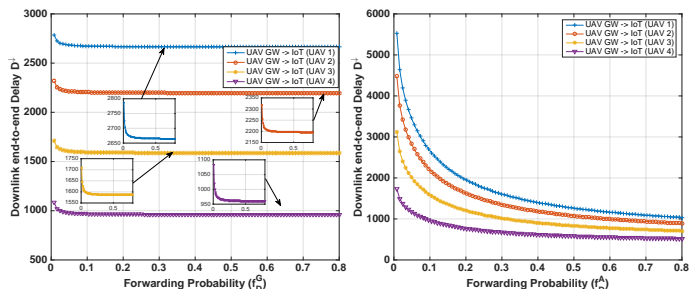 3000
2500
2000
1500
1000
500
Downlink end-to-end Delay D↓
UAV GW -> IoT (UAV 1)
UAV GW -> IoT (UAV 2)
UAV GW -> IoT (UAV 3)
UAV GW -> IoT (UAV 4)
2800
2750
2700
2650
0 0.5
2350
2300
2250
2200
2150
0 0.5
1750
1700
1650
1600
1550
0 0.5
1100
1050
1000
950
0 0.5
0 0.1 0.2 0.3 0.4 0.5 0.6 0.7 0.8
Forwarding Probability (f_D^G)
6000
5000
4000
3000
2000
1000
0
Downlink end-to-end Delay D↓
UAV GW -> IoT (UAV 1)
UAV GW -> IoT (UAV 2)
UAV GW -> IoT (UAV 3)
UAV GW -> IoT (UAV 4)
0 0.1 0.2 0.3 0.4 0.5 0.6 0.7 0.8
Forwarding Probability